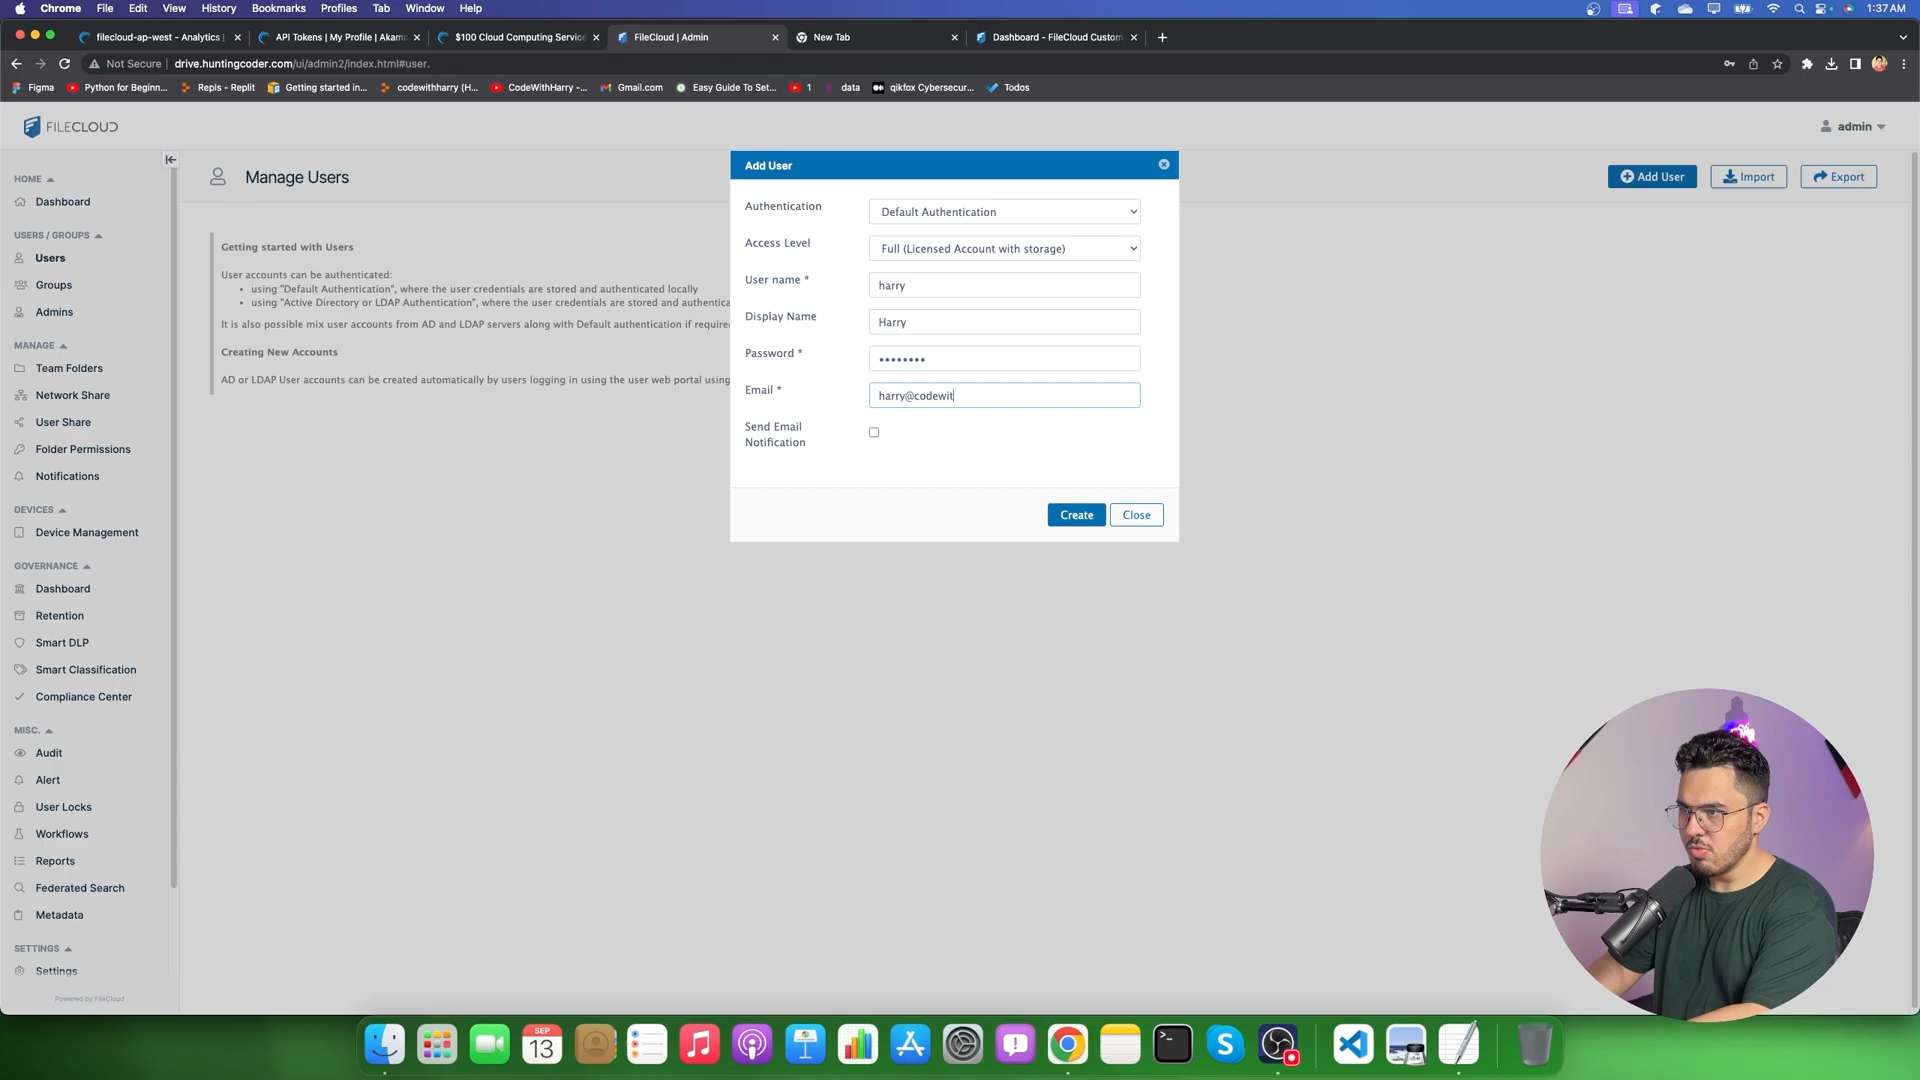 Chrome File Edit View History Bookmarks Profiles Tab Window Help 1:37 AM
filecloud-ap-west - Analytics API Tokens | My Profile | Akama $100 Cloud Computing Service FileCloud | Admin New Tab Dashboard - FileCloud Custom
Not Secure drive.huntingcoder.com/ui/admin2/index.html#user.
Figma Python for Beginn... Repls - Replit Getting started in... codewithharry (H... CodeWithHarry -... Gmail.com Easy Guide To Set... 1 data qikfox Cybersecur... Todos
FILECLOUD
admin
HOME
Dashboard
USERS / GROUPS
Users
Groups
Admins
MANAGE
Team Folders
Network Share
User Share
Folder Permissions
Notifications
DEVICES
Device Management
GOVERNANCE
Dashboard
Retention
Smart DLP
Smart Classification
Compliance Center
MISC.
Audit
Alert
User Locks
Workflows
Reports
Federated Search
Metadata
SETTINGS
Settings
Powered by FileCloud
Manage Users
Add User Import Export
Getting started with Users
User accounts can be authenticated:
• using "Default Authentication", where the user credentials are stored and authenticated locally
• using "Active Directory or LDAP Authentication", where the user credentials are stored and authentica
It is also possible mix user accounts from AD and LDAP servers along with Default authentication if require
Creating New Accounts
AD or LDAP User accounts can be created automatically by users logging in using the user web portal using
Add User
Authentication Default Authentication
Access Level Full (Licensed Account with storage)
User name * harry
Display Name Harry
Password * ••••••••
Email * harry@codewit
Send Email
Notification
Create Close
SEP
13